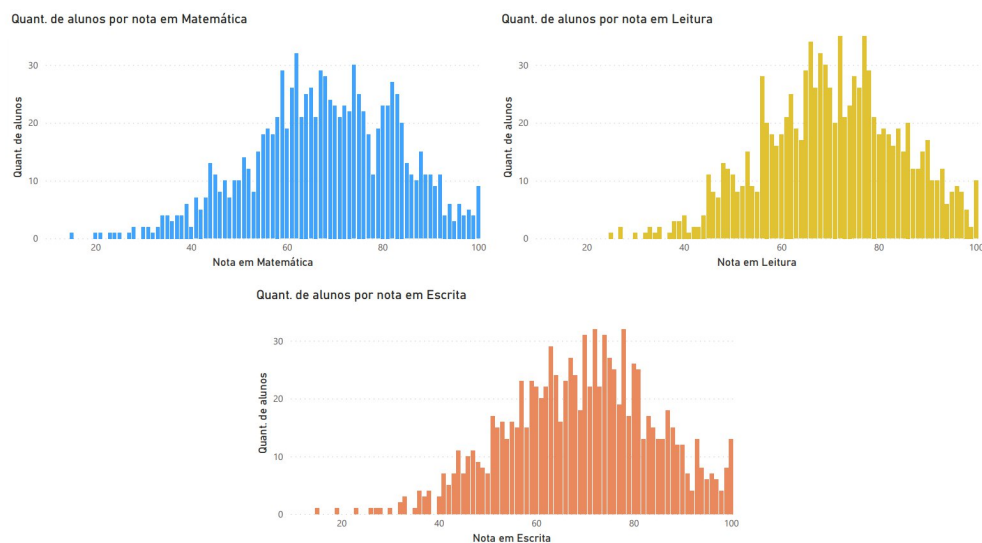 Quant. de alunos por nota em Matemática
30
20
10
0
Quant. de alunos
20 40 60 80 100
Nota em Matemática
Quant. de alunos por nota em Leitura
30
20
10
0
Quant. de alunos
20 40 60 80 100
Nota em Leitura
Quant. de alunos por nota em Escrita
30
20
10
0
Quant. de alunos
20 40 60 80 100
Nota em Escrita